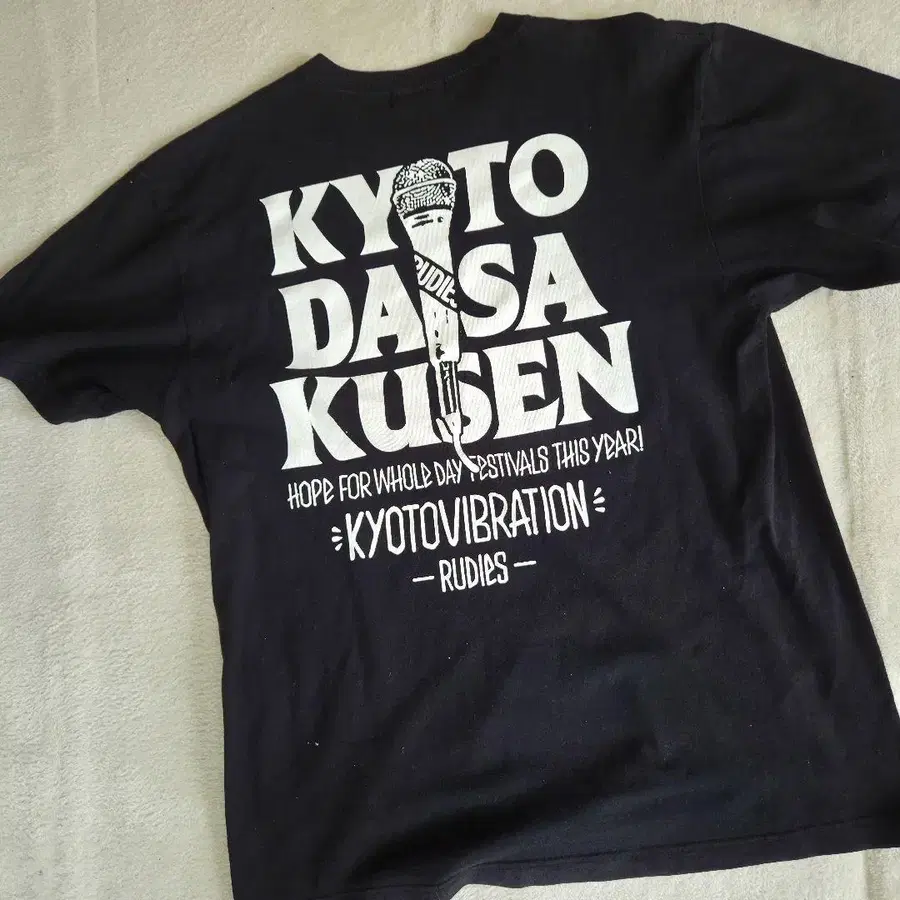 KYOTO
DAISA
KUSEN
RUDIES
HOPE FOR WHOLE DAY FESTIVALS THIS YEAR!
KYOTOVIBRATION
— RUDIES —